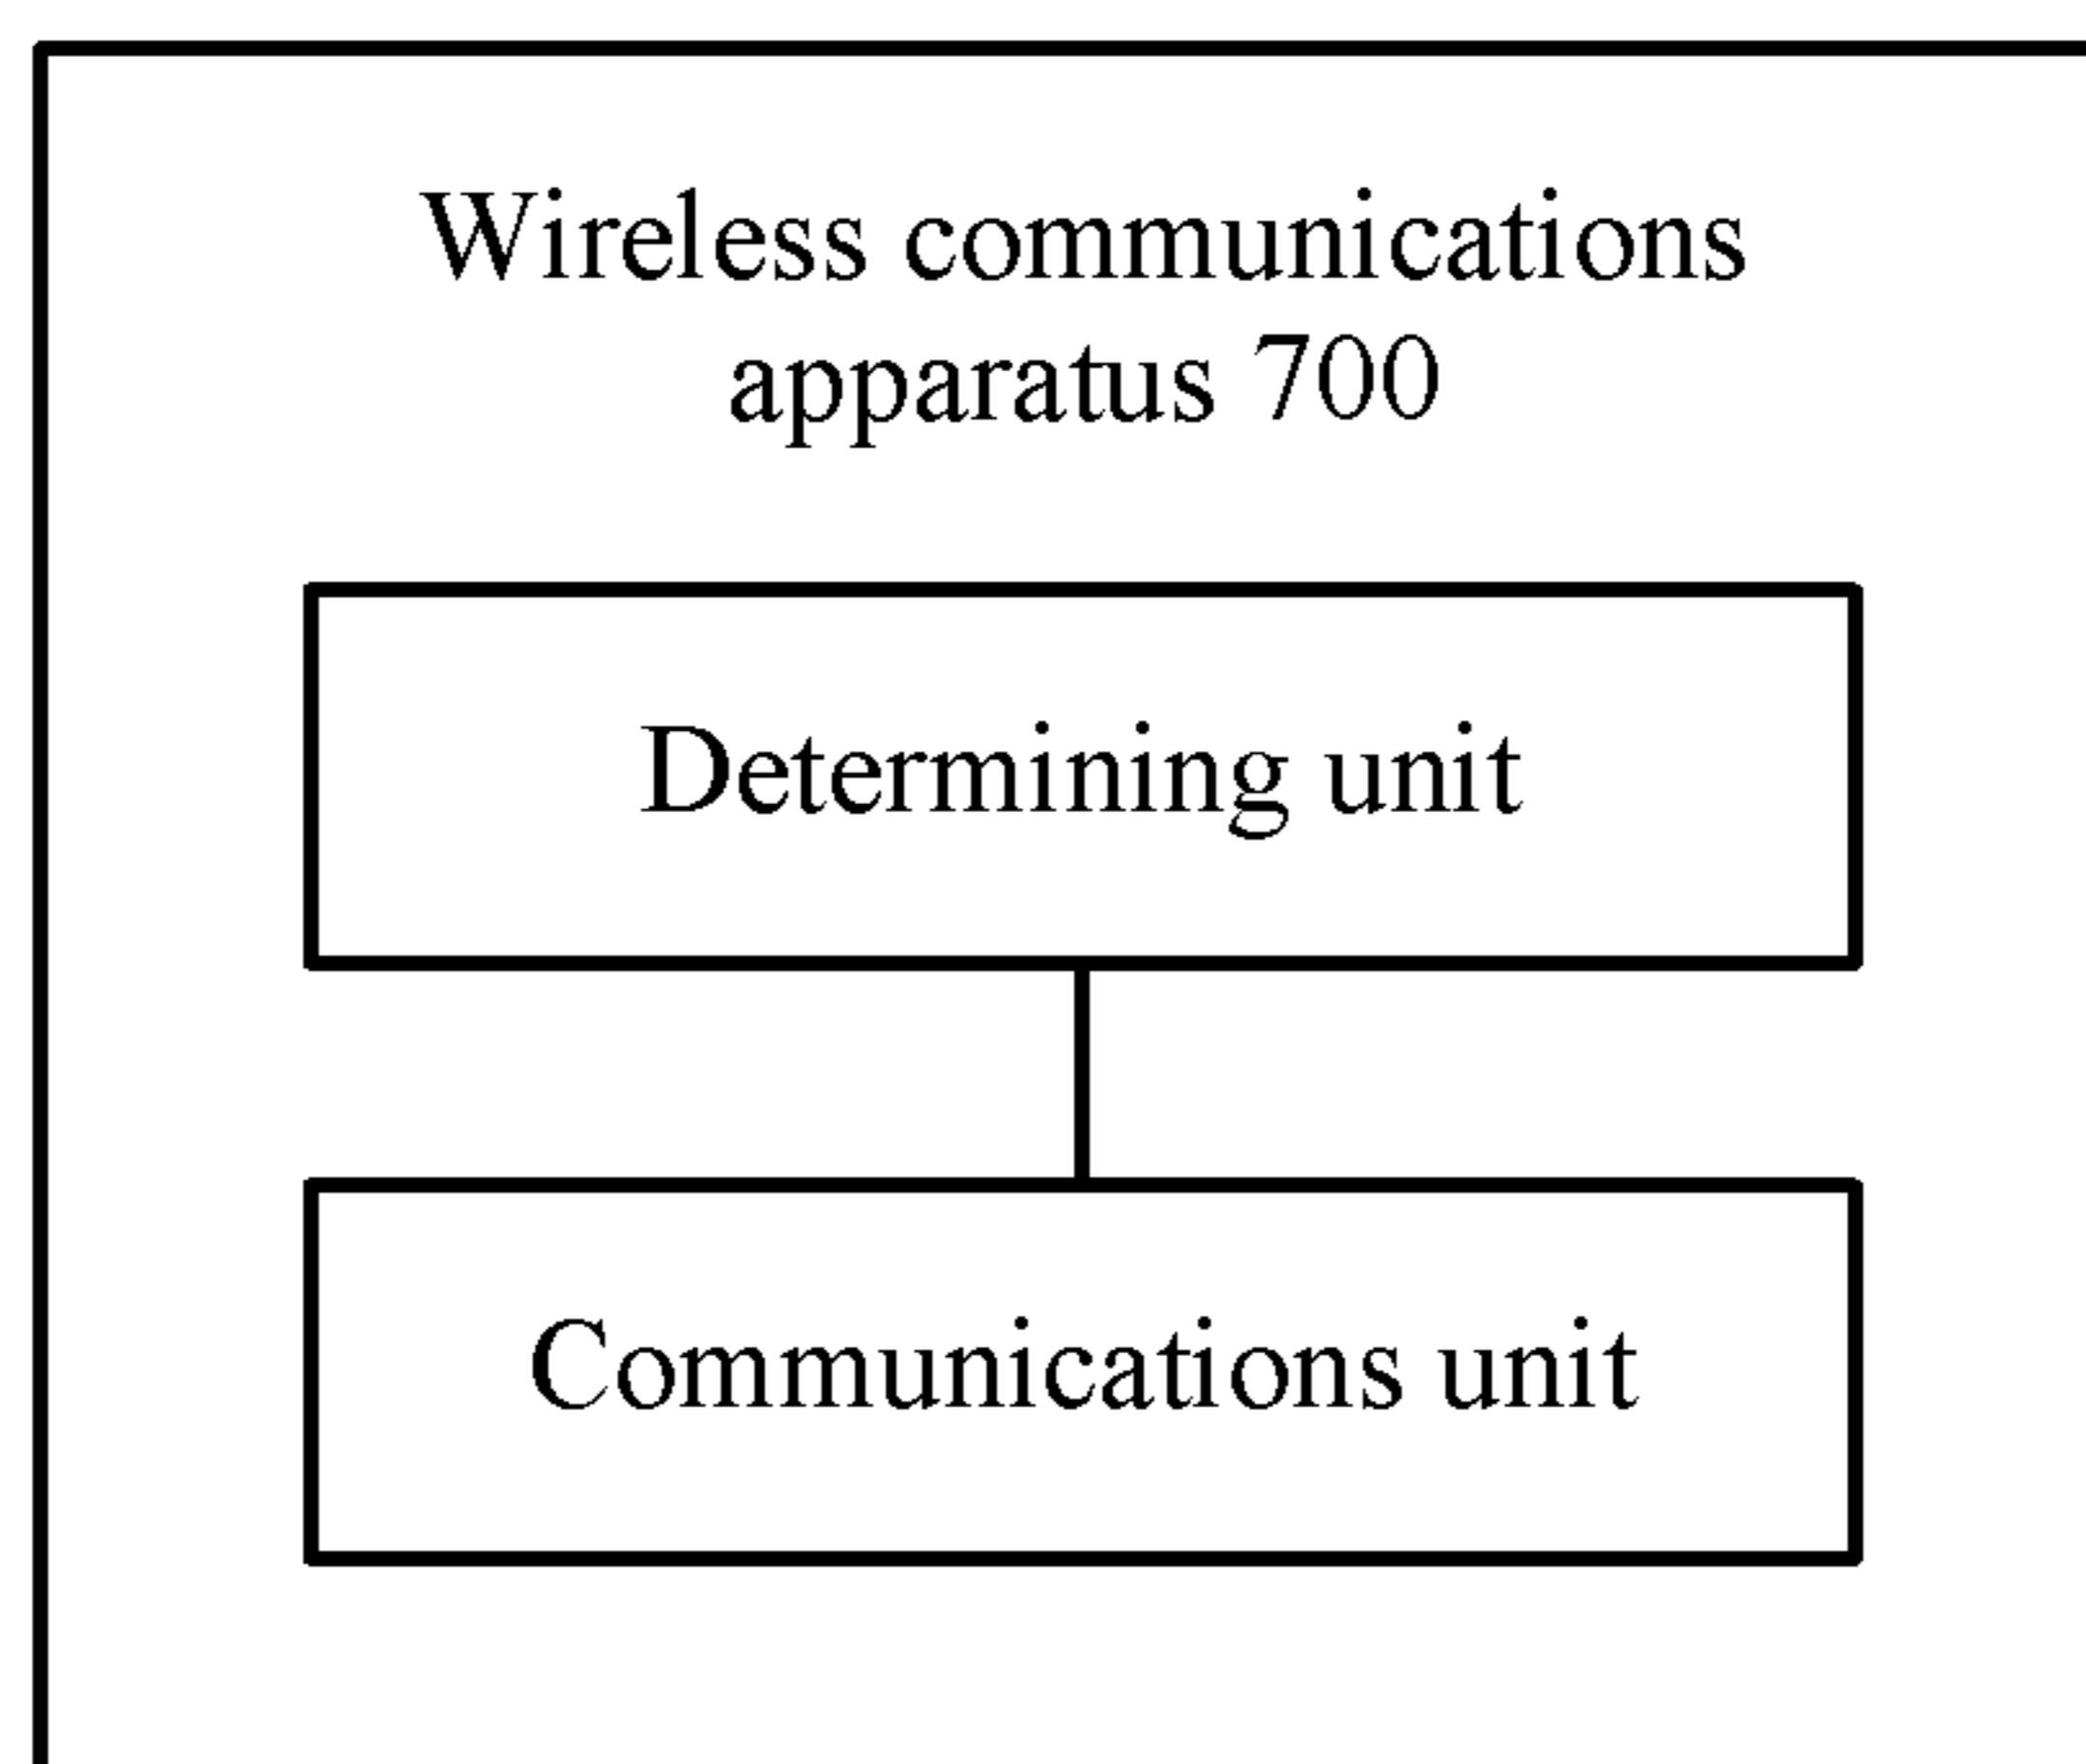 Wireless communications
apparatus 700
Determining unit
Communications unit